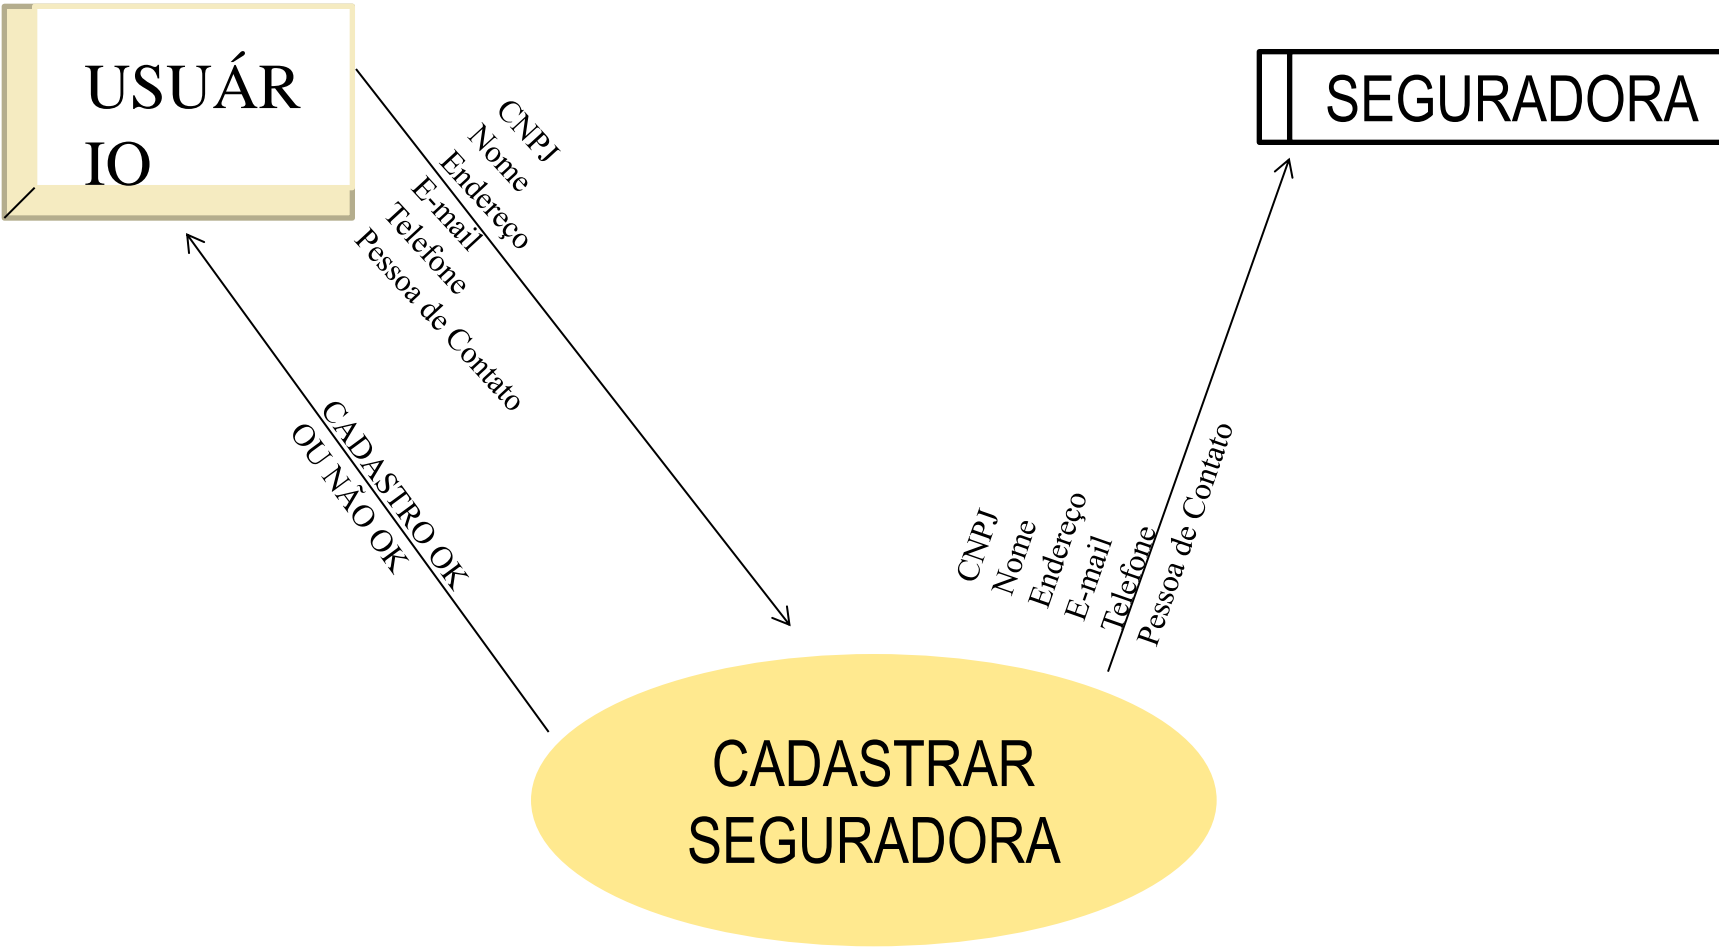 USUÁR
IO
SEGURADORA
CNPJ
Nome
Endereço
E-mail
Telefone
Pessoa de Contato
CADASTRO OK
OU NÃO OK
CNPJ
Nome
Endereço
E-mail
Telefone
Pessoa de Contato
CADASTRAR
SEGURADORA